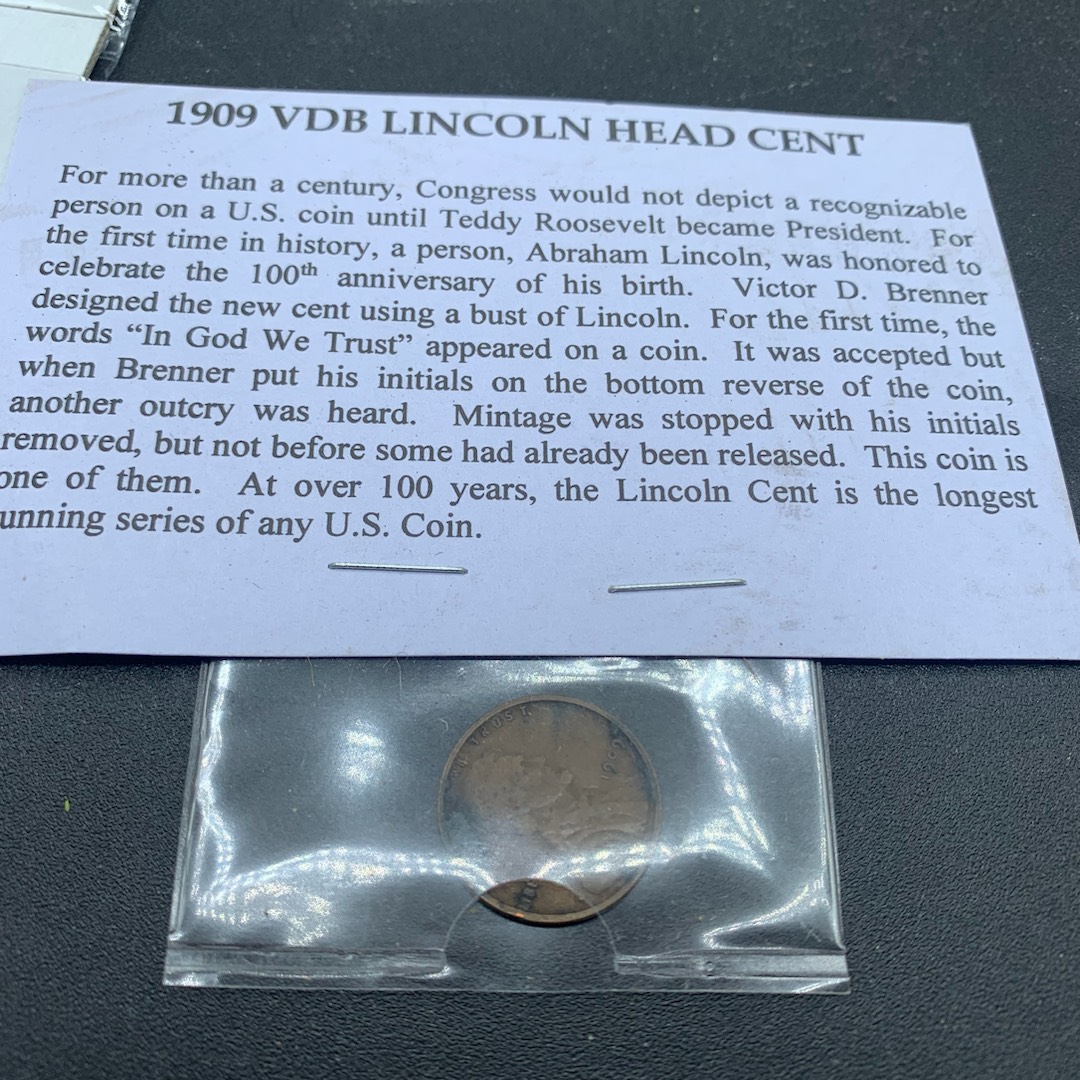 1909 VDB LINCOLN HEAD CENT
For more than a century, Congress would not depict a recognizable
person on a U.S. coin until Teddy Roosevelt became President. For
the first time in history, a person, Abraham Lincoln, was honored to
celebrate the 100th anniversary of his birth. Victor D. Brenner
designed the new cent using a bust of Lincoln. For the first time, the
words “In God We Trust” appeared on a coin. It was accepted but
when Brenner put his initials on the bottom reverse of the coin,
another outcry was heard. Mintage was stopped with his initials
removed, but not before some had already been released. This coin is
one of them. At over 100 years, the Lincoln Cent is the longest
unning series of any U.S. Coin.
TRUST